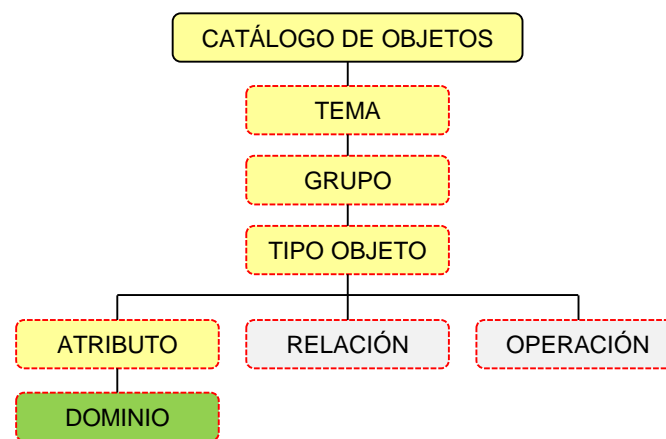 CATÁLOGO DE OBJETOS
TEMA
GRUPO
TIPO OBJETO
ATRIBUTO
RELACIÓN
OPERACIÓN
DOMINIO